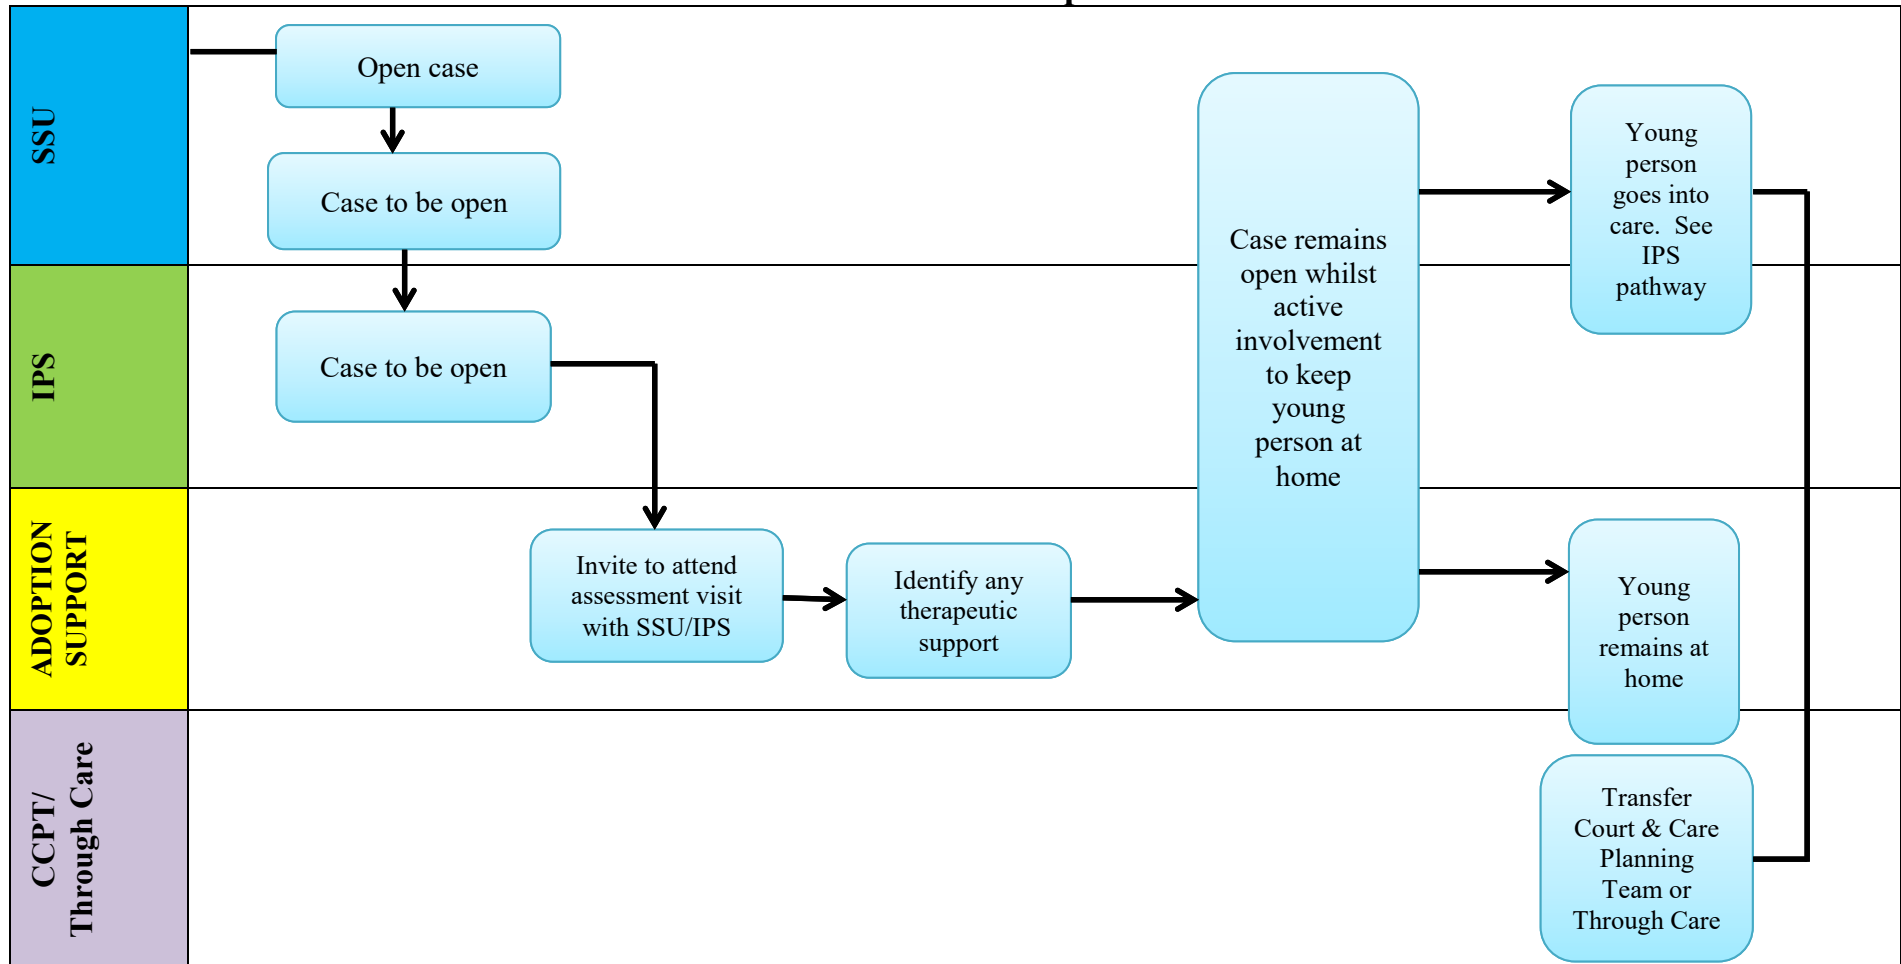 SSU
Open case
Case to be open
IPS
Case to be open
ADOPTION
SUPPORT
Invite to attend
assessment visit
with SSU/IPS
Identify any
therapeutic
support
Case remains
open whilst
active
involvement
to keep
young
person at
home
Young
person
goes into
care.  See
IPS
pathway
Young
person
remains at
home
CCPT/
Through Care
Transfer
Court & Care
Planning
Team or
Through Care